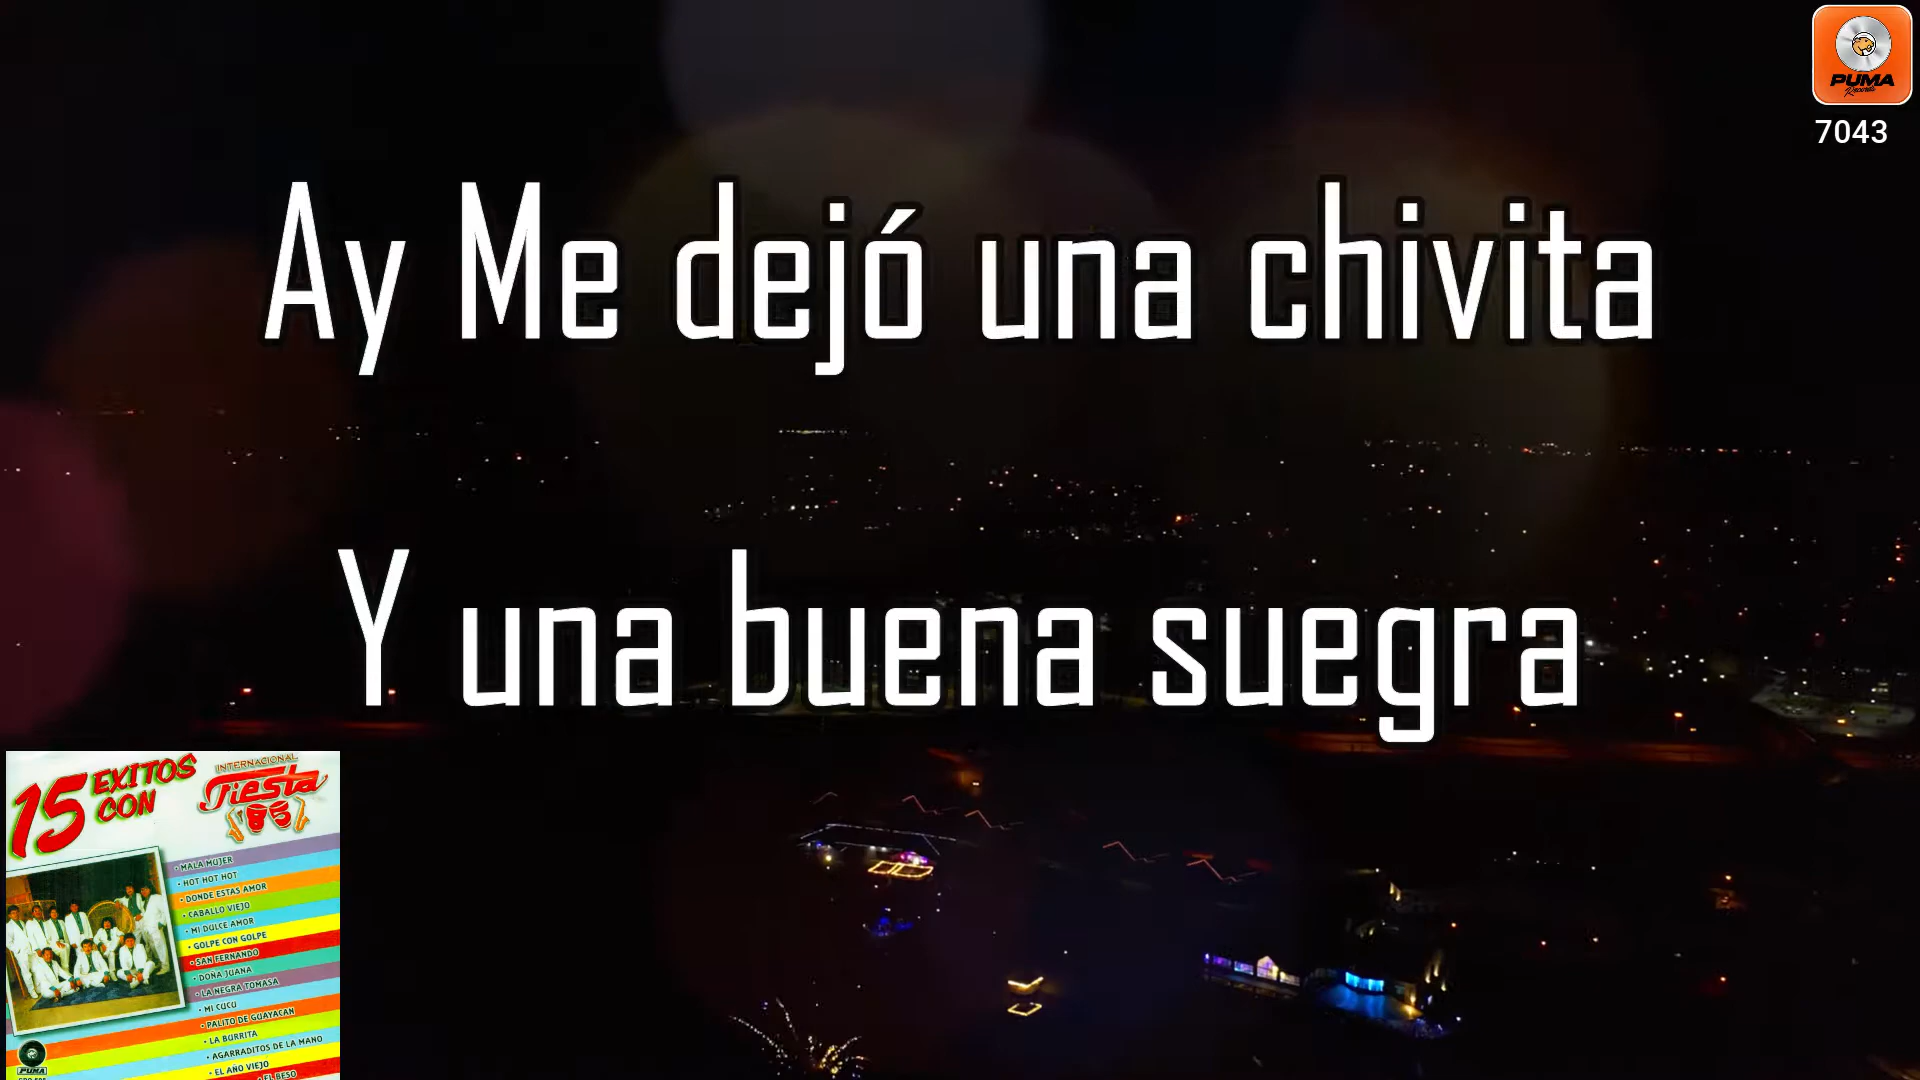 PUMA
Records
7043
Ay Me dejó una chivita
Y una buena suegra
15 EXITOS
CON
INTERNACIONAL
Fiesta
85
• MALA MUJER
• HOT HOT HOT
• DONDE ESTAS AMOR
• CABALLO VIEJO
• MI DULCE AMOR
• GOLPE CON GOLPE
• SAN FERNANDO
• DOÑA JUANA
• LA NEGRA TOMASA
• MI CUCU
• PALITO DE GUAYACAN
• LA BURRITA
• AGARRADITOS DE LA MANO
• EL AÑO VIEJO
• EL BESO
PUMA